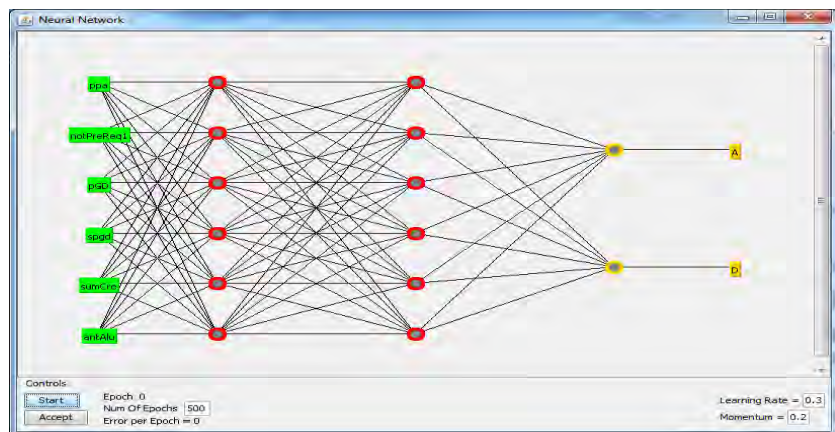 Neural Network
ppa
notPreReq1
pGD
spgd
sumCre
antAlu
A
D
Controls
Start
Accept
Epoch 0
Num Of Epochs 500
Error per Epoch = 0
Learning Rate = 0.3
Momentum = 0.2